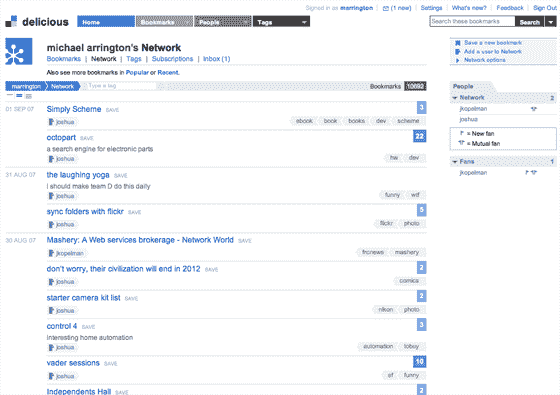 Signed in as marrington (1 new) Settings What's new? Feedback Sign Out
delicious Home Bookmarks People Tags Search these bookmarks Search
michael arrington's Network
Bookmarks | Network | Tags | Subscriptions | Inbox (1)
Also see more bookmarks in Popular or Recent.
marrington Network Type a tag Bookmarks 10692
01 SEP 07 Simply Scheme SAVE 3
joshua ebook book books dev scheme
octopart SAVE 22
a search engine for electronic parts
joshua hw dev
31 AUG 07 the laughing yoga SAVE
i should make team D do this daily
joshua funny wtf
sync folders with flickr SAVE 5
joshua flickr photo
30 AUG 07 Mashery: A Web services brokerage - Network World SAVE
jkopelman frcnews mashery
don't worry, their civilization will end in 2012 SAVE 2
joshua comics
starter camera kit list SAVE 2
joshua nikon photo
control 4 SAVE 3
interesting home automation
joshua automation tobuy
vader sessions SAVE 10
joshua sf funny
Independents Hall SAVE 2
Save a new bookmark
Add a user to Network
Network options
People
Network 2
jkopelman
joshua
= New fan
= Mutual fan
Fans 1
jkopelman